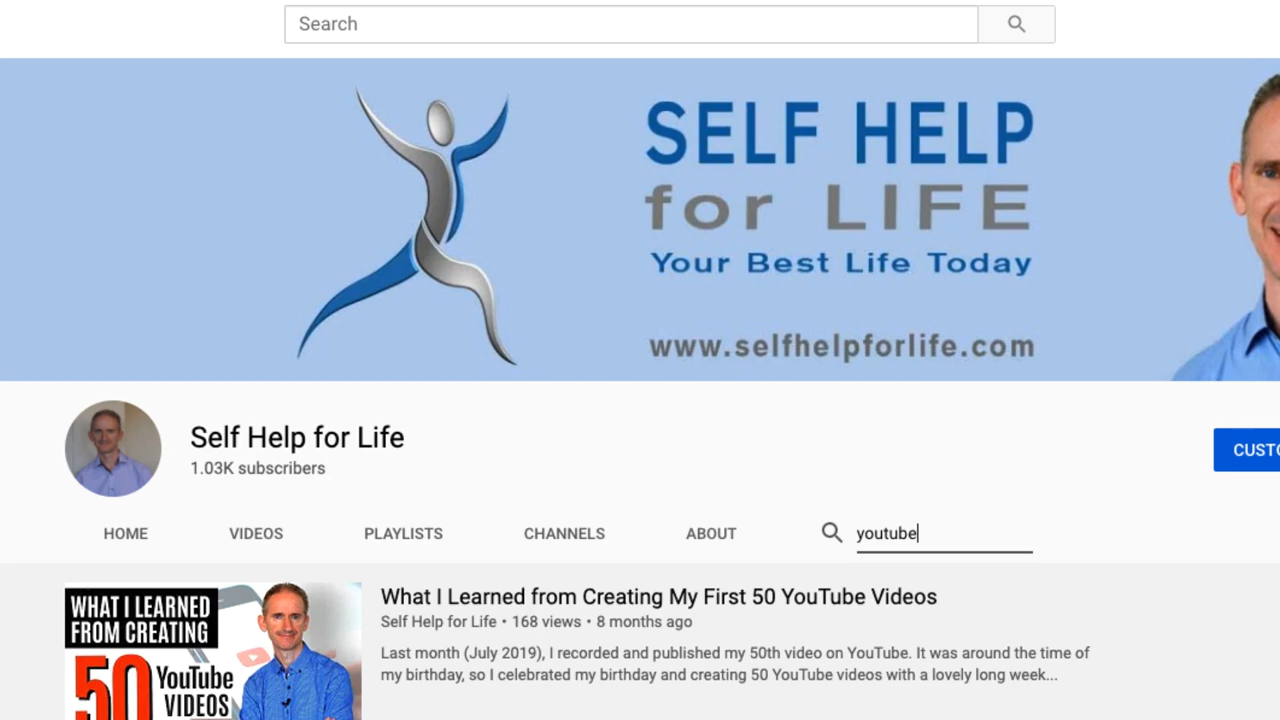 Search
SELF HELP
for LIFE
Your Best Life Today
www.selfhelpforlife.com
Self Help for Life
1.03K subscribers
HOME VIDEOS PLAYLISTS CHANNELS ABOUT youtube
WHAT I LEARNED
FROM CREATING
50 YouTube
VIDEOS
What I Learned from Creating My First 50 YouTube Videos
Self Help for Life • 168 views • 8 months ago
Last month (July 2019), I recorded and published my 50th video on YouTube. It was around the time of
my birthday, so I celebrated my birthday and creating 50 YouTube videos with a lovely long week...